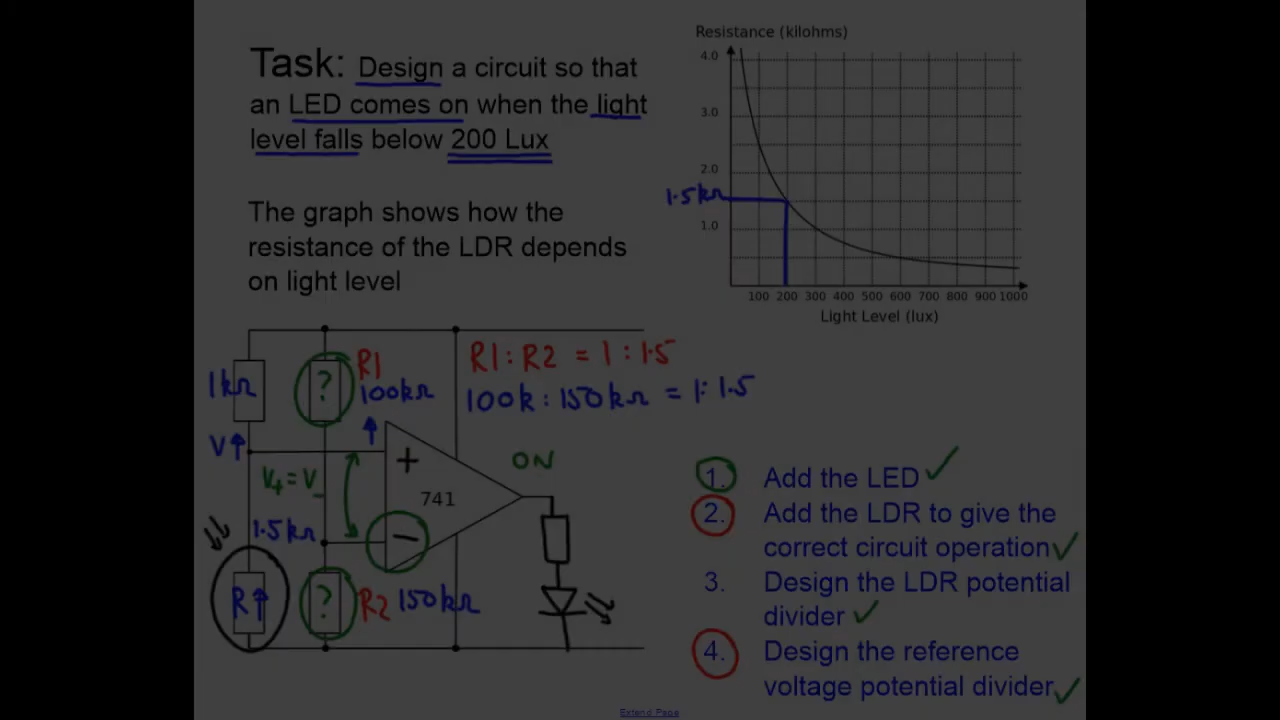 Task: Design a circuit so that
an LED comes on when the light
level falls below 200 Lux
The graph shows how the
resistance of the LDR depends
on light level
Resistance (kilohms)
4.0
3.0
2.0
1.5kΩ
1.0
100 200 300 400 500 600 700 800 900 1000
Light Level (lux)
1kΩ
?
R1
100kΩ
R1 : R2 = 1 : 1.5
100k : 150kΩ = 1 : 1.5
V↑
↑
V+ = V-
+
741
ON
1.5kΩ
−
R↑
?
R2 150kΩ
1. Add the LED ✓
2. Add the LDR to give the
correct circuit operation ✓
3. Design the LDR potential
divider ✓
4. Design the reference
voltage potential divider ✓
Extend Page